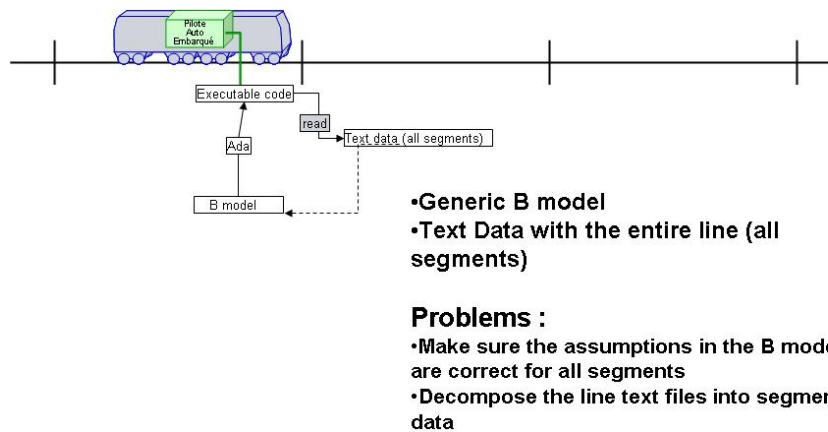 Pilote
Auto
Embarqué
Executable code
read
Text data (all segments)
Ada
B model
•Generic B model
•Text Data with the entire line (all
segments)
Problems :
•Make sure the assumptions in the B mode
are correct for all segments
•Decompose the line text files into segmen
data